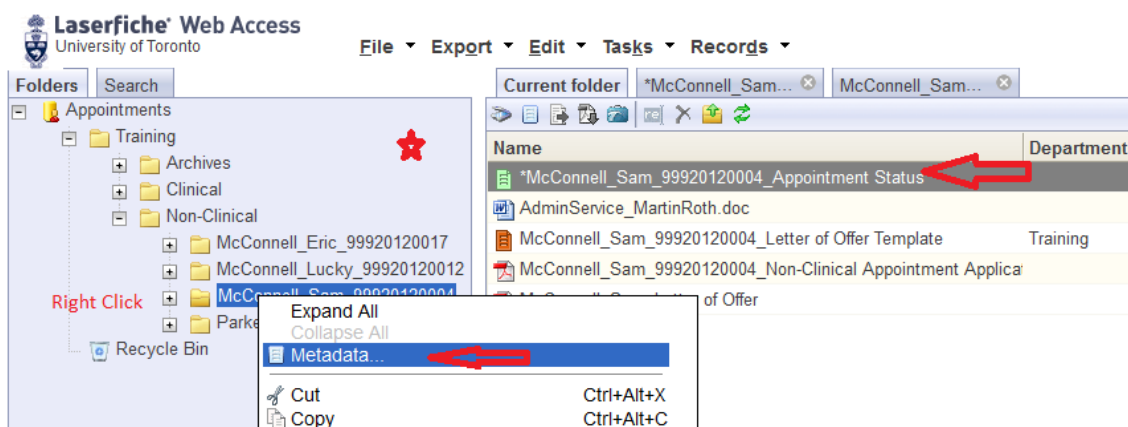 Laserfiche® Web Access
University of Toronto
File Export Edit Tasks Records
Folders Search
Appointments
Training
Archives
Clinical
Non-Clinical
McConnell_Eric_99920120017
McConnell_Lucky_99920120012
McConnell_Sam_99920120004
Parke
Recycle Bin
Right Click
Current folder *McConnell_Sam... McConnell_Sam...
Name Department
*McConnell_Sam_99920120004_Appointment Status
AdminService_MartinRoth.doc
McConnell_Sam_99920120004_Letter of Offer Template Training
McConnell_Sam_99920120004_Non-Clinical Appointment Applica
of Offer
Expand All
Collapse All
Metadata...
Cut Ctrl+Alt+X
Copy Ctrl+Alt+C